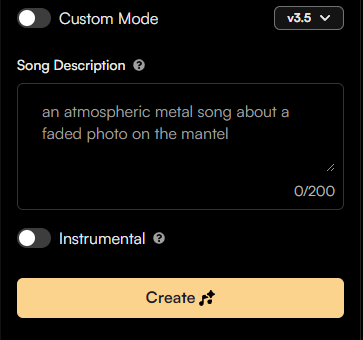 Custom Mode
v3.5
Song Description ?
an atmospheric metal song about a
faded photo on the mantel
0/200
Instrumental ?
Create